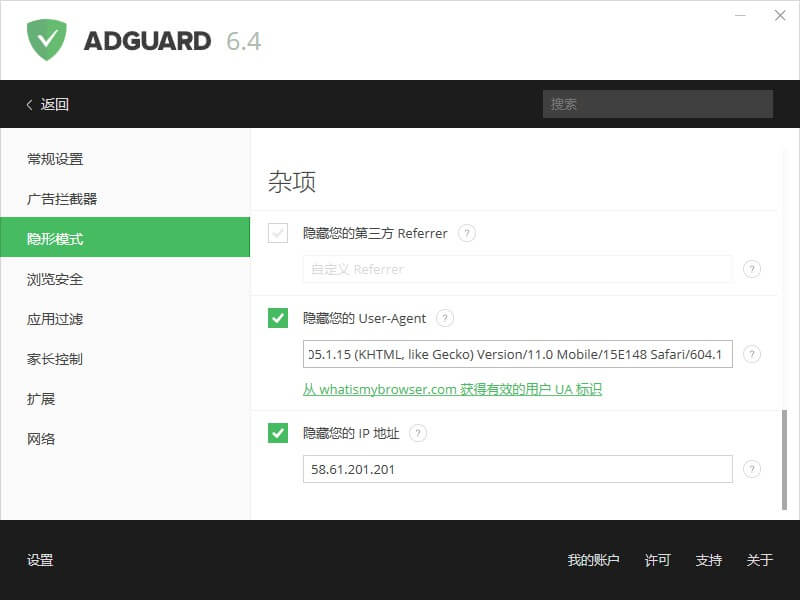 ADGUARD 6.4
返回
搜索
常规设置
广告拦截器
隐形模式
浏览安全
应用过滤
家长控制
扩展
网络
杂项
隐藏您的第三方 Referrer ?
自定义 Referrer ?
隐藏您的 User-Agent ?
05.1.15 (KHTML, like Gecko) Version/11.0 Mobile/15E148 Safari/604.1 ?
从 whatismybrowser.com 获得有效的用户 UA 标识
隐藏您的 IP 地址 ?
58.61.201.201 ?
设置
我的账户 许可 支持 关于